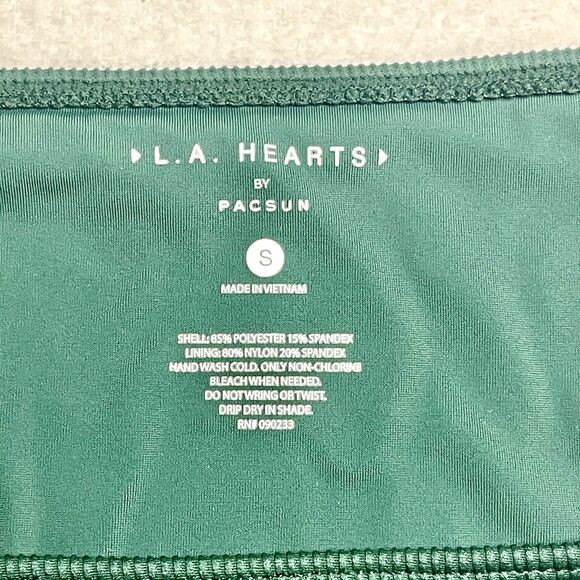 L.A. HEARTS
BY
PACSUN
S
MADE IN VIETNAM
SHELL: 85% POLYESTER 15% SPANDEX
LINING: 80% NYLON 20% SPANDEX
HAND WASH COLD. ONLY NON-CHLORINE
BLEACH WHEN NEEDED.
DO NOT WRING OR TWIST.
DRIP DRY IN SHADE.
RN# 090233